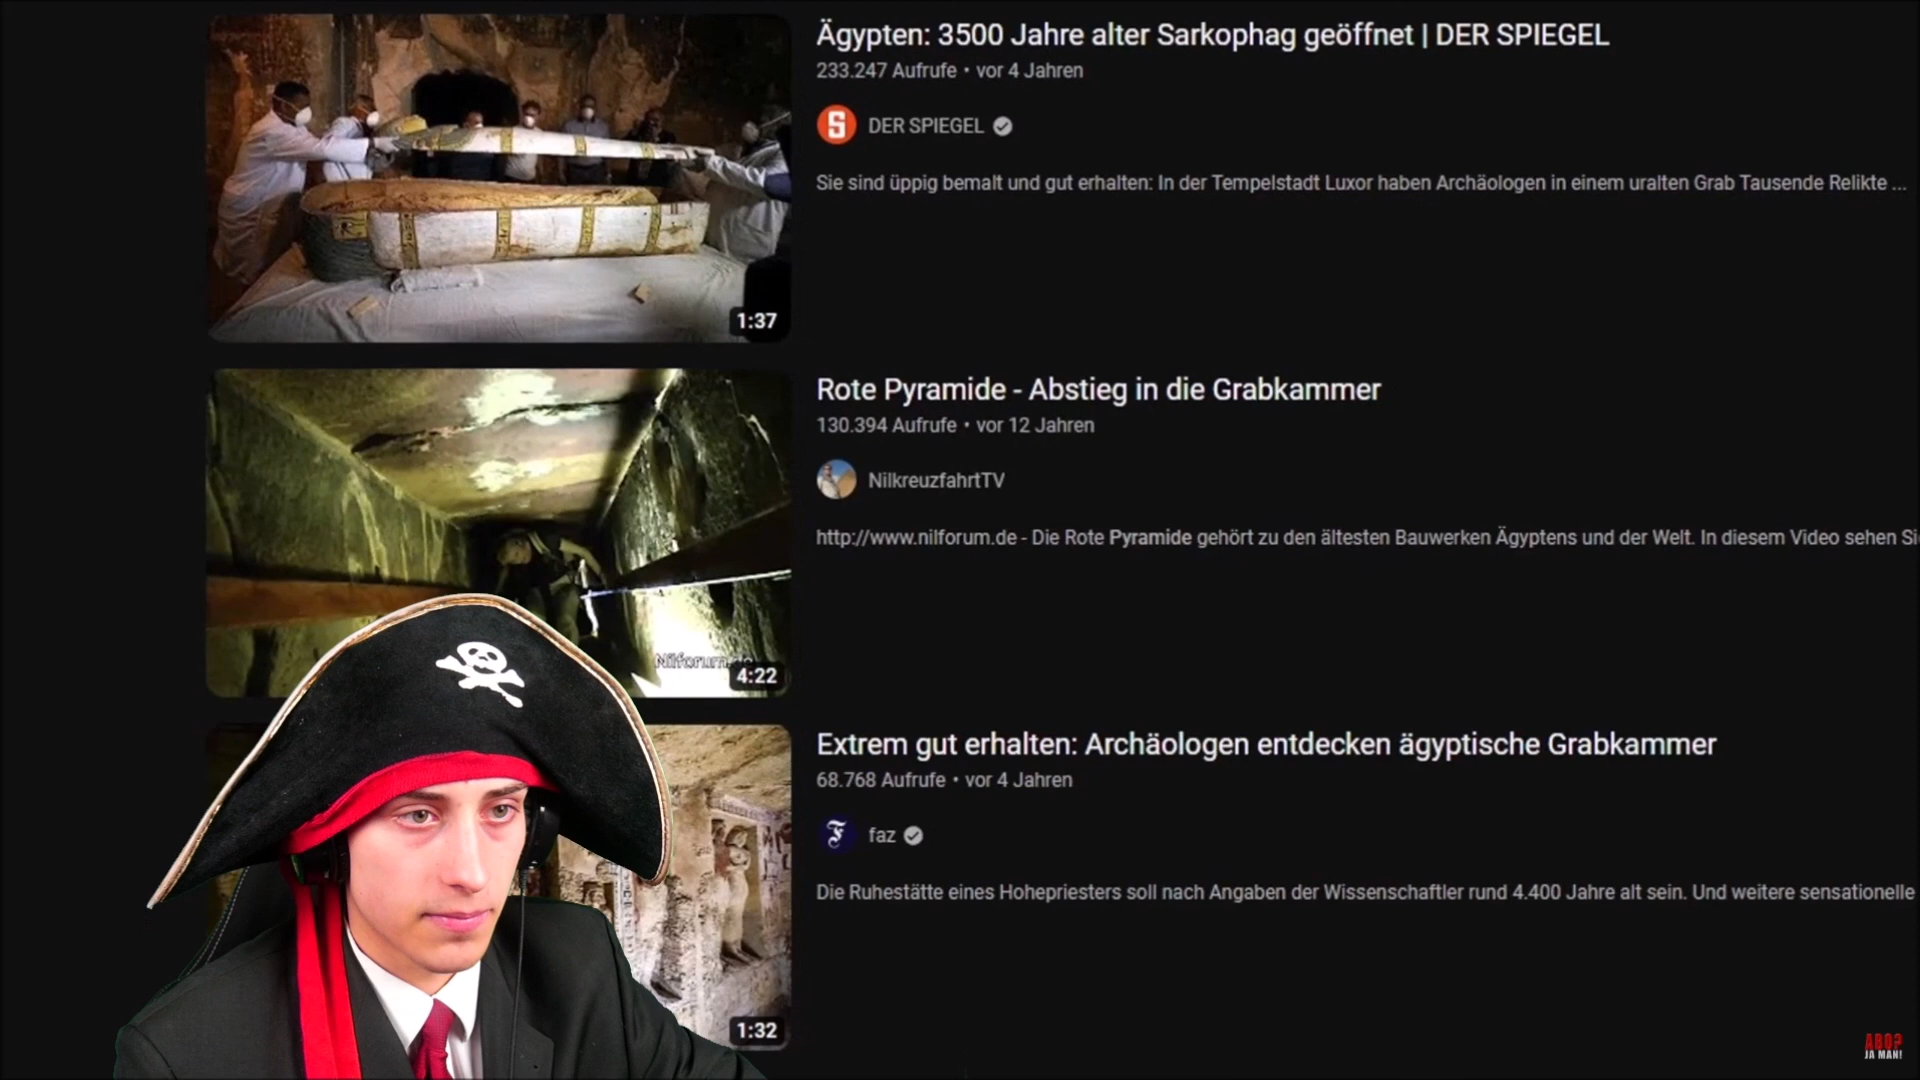 Ägypten: 3500 Jahre alter Sarkophag geöffnet | DER SPIEGEL
233.247 Aufrufe • vor 4 Jahren
DER SPIEGEL
Sie sind üppig bemalt und gut erhalten: In der Tempelstadt Luxor haben Archäologen in einem uralten Grab Tausende Relikte ...
1:37
Rote Pyramide - Abstieg in die Grabkammer
130.394 Aufrufe • vor 12 Jahren
NilkreuzfahrtTV
http://www.nilforum.de - Die Rote Pyramide gehört zu den ältesten Bauwerken Ägyptens und der Welt. In diesem Video sehen Si
Nilforum.de
4:22
Extrem gut erhalten: Archäologen entdecken ägyptische Grabkammer
68.768 Aufrufe • vor 4 Jahren
faz
Die Ruhestätte eines Hohepriesters soll nach Angaben der Wissenschaftler rund 4.400 Jahre alt sein. Und weitere sensationelle
1:32
ABO?
JA MAN!